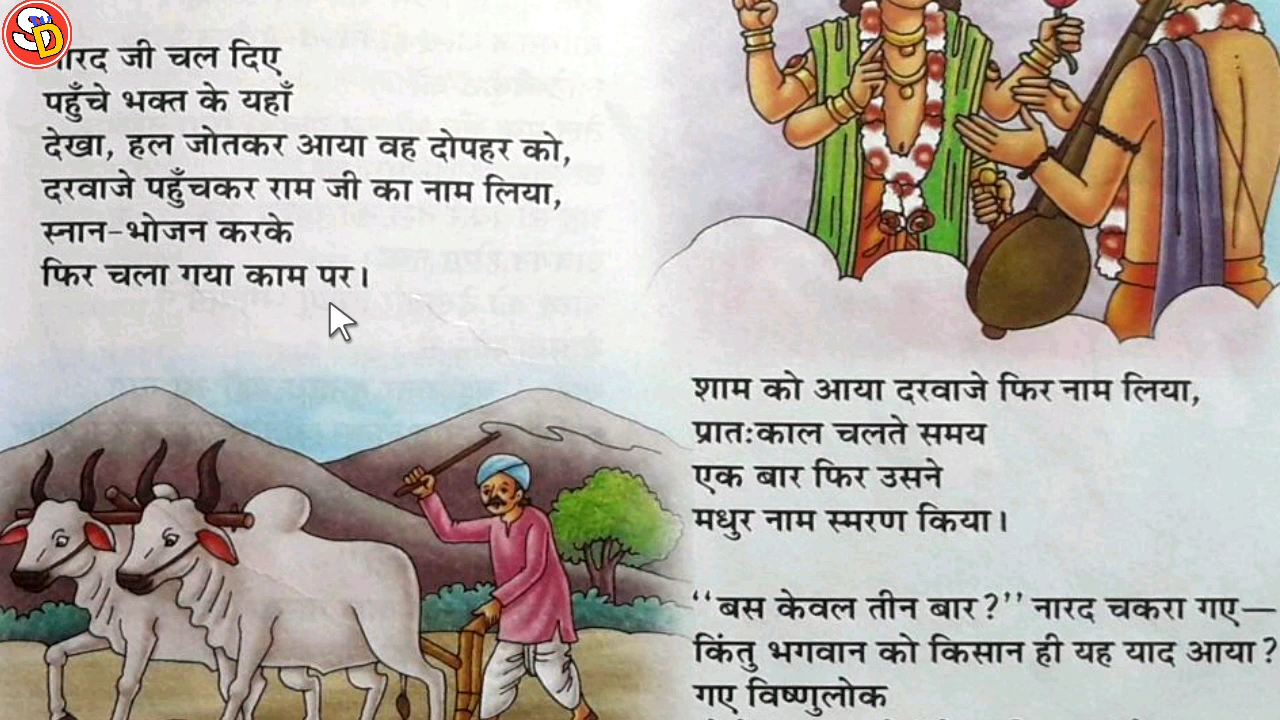 नारद जी चल दिए
पहुँचे भक्त के यहाँ
देखा, हल जोतकर आया वह दोपहर को,
दरवाजे पहुँचकर राम जी का नाम लिया,
स्नान-भोजन करके
फिर चला गया काम पर।
शाम को आया दरवाजे फिर नाम लिया,
प्रातःकाल चलते समय
एक बार फिर उसने
मधुर नाम स्मरण किया।
‘‘बस केवल तीन बार?’’ नारद चकरा गए—
किंतु भगवान को किसान ही यह याद आया?
गए विष्णुलोक